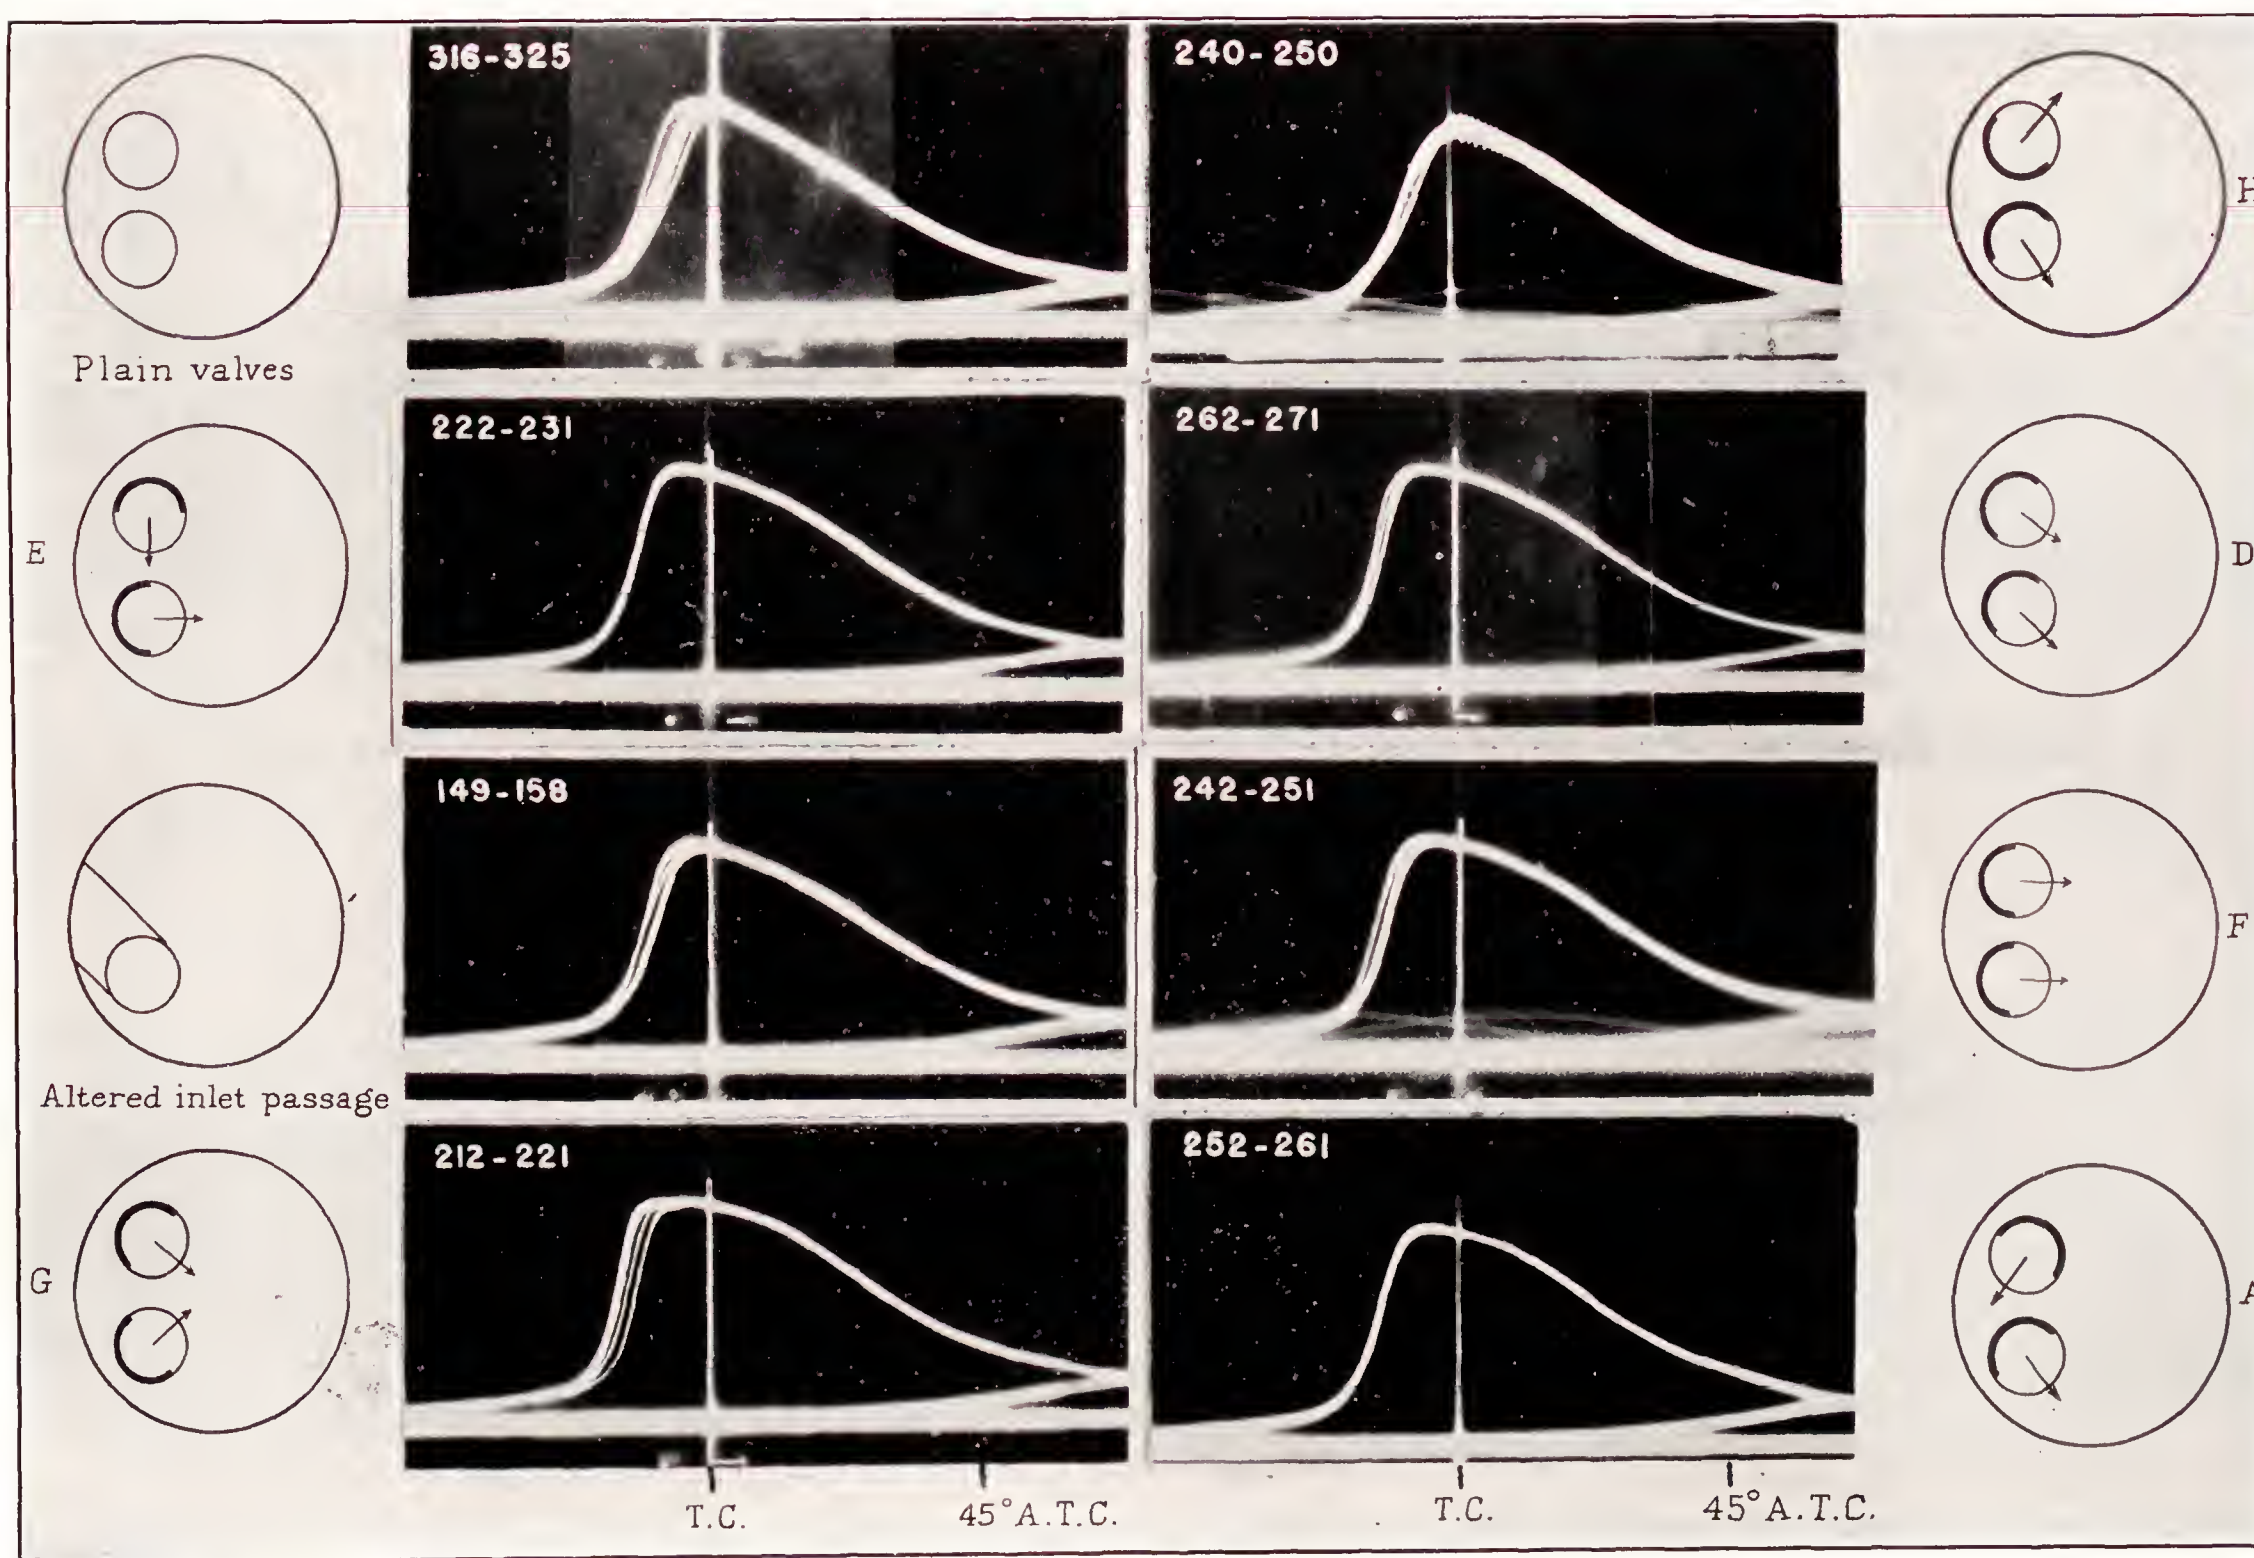 316-325
240-250
H
Plain valves
222-231
262-271
E
D
149-158
242-251
F
Altered inlet passage
212-221
252-261
G
T.C.
45°A.T.C.
T.C.
45°A.T.C.